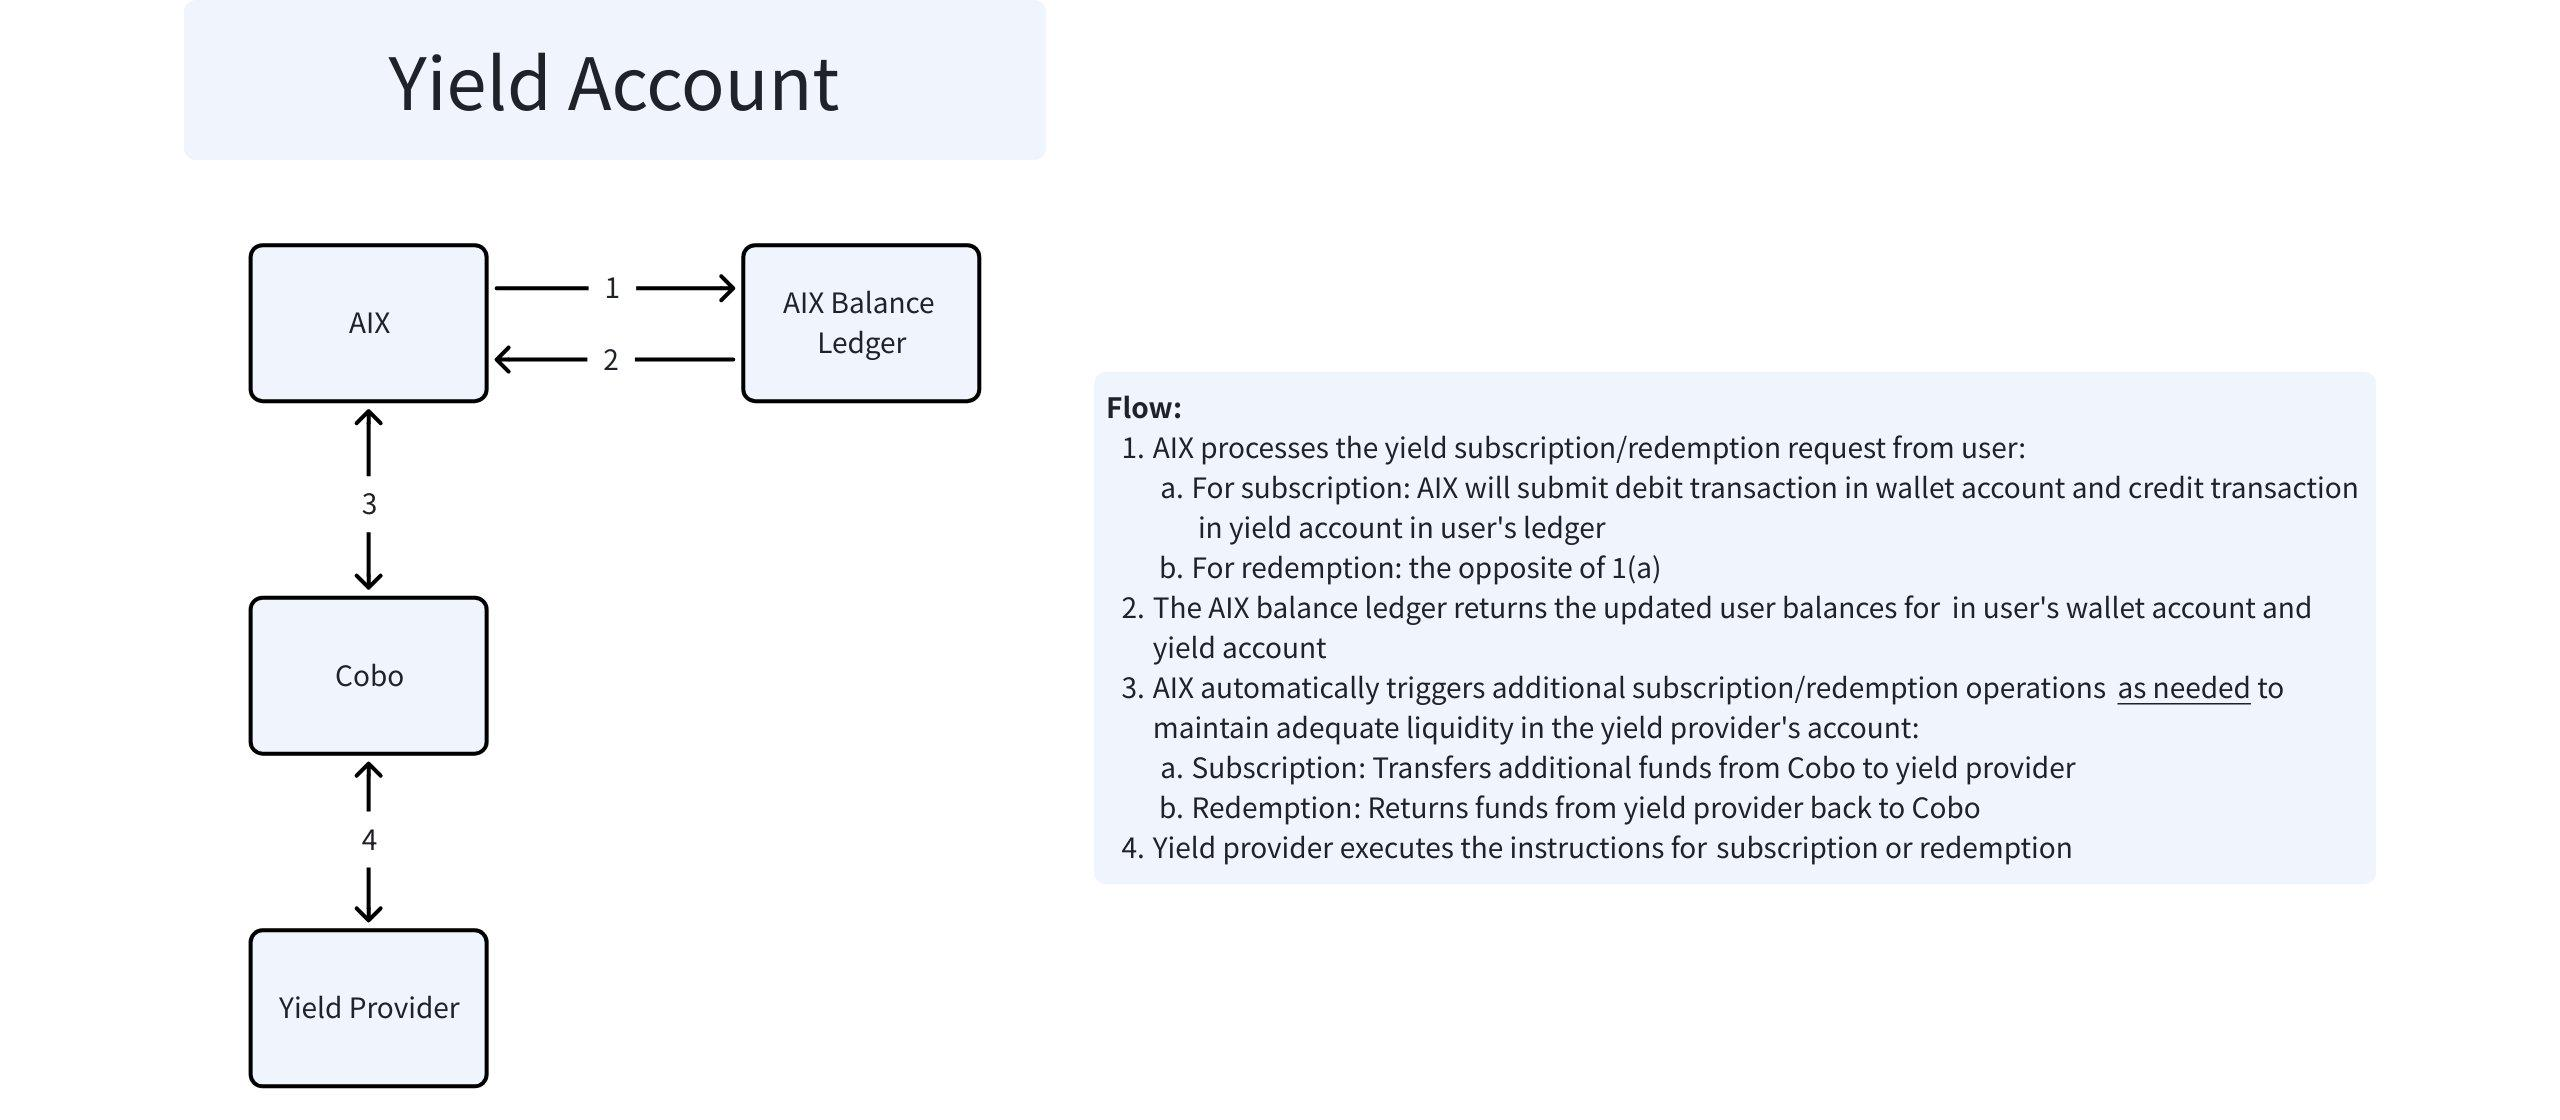 Yield Account
AIX
1
2
AIX Balance
Ledger
3
Cobo
4
Yield Provider
Flow:
1. AIX processes the yield subscription/redemption request from user:
a. For subscription: AIX will submit debit transaction in wallet account and credit transaction
in yield account in user's ledger
b. For redemption: the opposite of 1(a)
2. The AIX balance ledger returns the updated user balances for  in user's wallet account and
yield account
3. AIX automatically triggers additional subscription/redemption operations as needed to
maintain adequate liquidity in the yield provider's account:
a. Subscription: Transfers additional funds from Cobo to yield provider
b. Redemption: Returns funds from yield provider back to Cobo
4. Yield provider executes the instructions for subscription or redemption